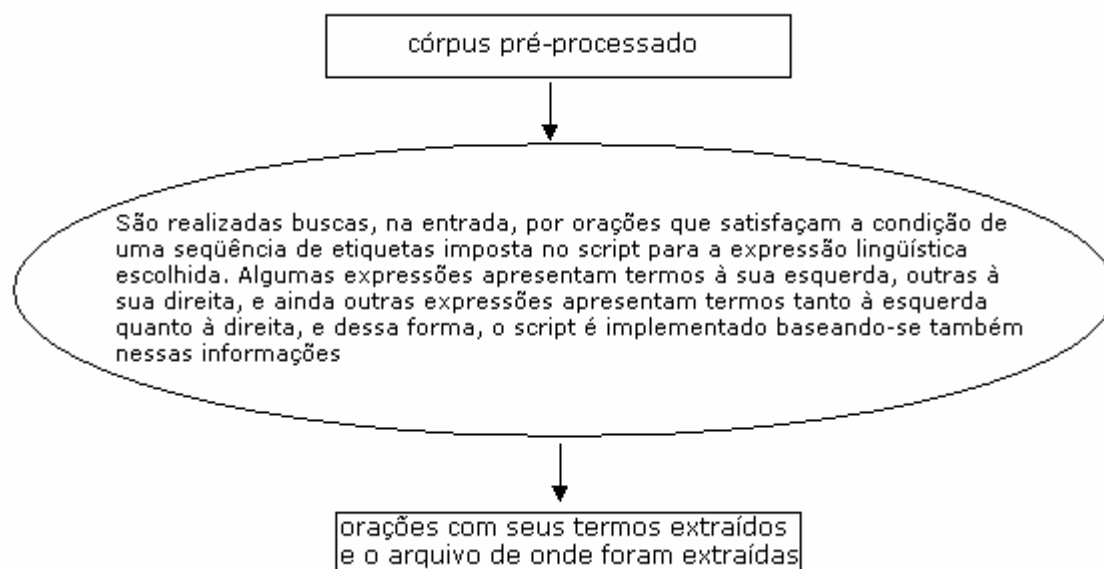 córpus pré-processado
São realizadas buscas, na entrada, por orações que satisfaçam a condição de
uma seqüência de etiquetas imposta no script para a expressão lingüística
escolhida. Algumas expressões apresentam termos à sua esquerda, outras à
sua direita, e ainda outras expressões apresentam termos tanto à esquerda
quanto à direita, e dessa forma, o script é implementado baseando-se também
nessas informações
orações com seus termos extraídos
e o arquivo de onde foram extraídas